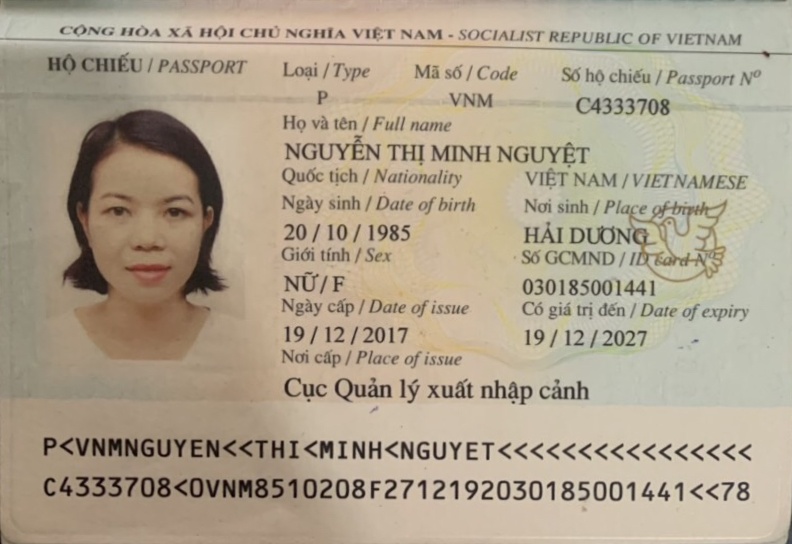 CỘNG HÒA XÃ HỘI CHỦ NGHĨA VIỆT NAM - SOCIALIST REPUBLIC OF VIETNAM
HỘ CHIẾU / PASSPORT Loại / Type Mã số / Code Số hộ chiếu / Passport Nº
P VNM C4333708
Họ và tên / Full name
NGUYỄN THỊ MINH NGUYỆT
Quốc tịch / Nationality VIỆT NAM / VIETNAMESE
Ngày sinh / Date of birth Nơi sinh / Place of birth
20 / 10 / 1985 HẢI DƯƠNG
Giới tính / Sex Số GCMND / ID card Nº
NỮ / F 030185001441
Ngày cấp / Date of issue Có giá trị đến / Date of expiry
19 / 12 / 2017 19 / 12 / 2027
Nơi cấp / Place of issue
Cục Quản lý xuất nhập cảnh
P<VNMNGUYEN<<THI<MINH<NGUYET<<<<<<<<<<<<<<<<
C4333708<0VNM8510208F2712192030185001441<<78